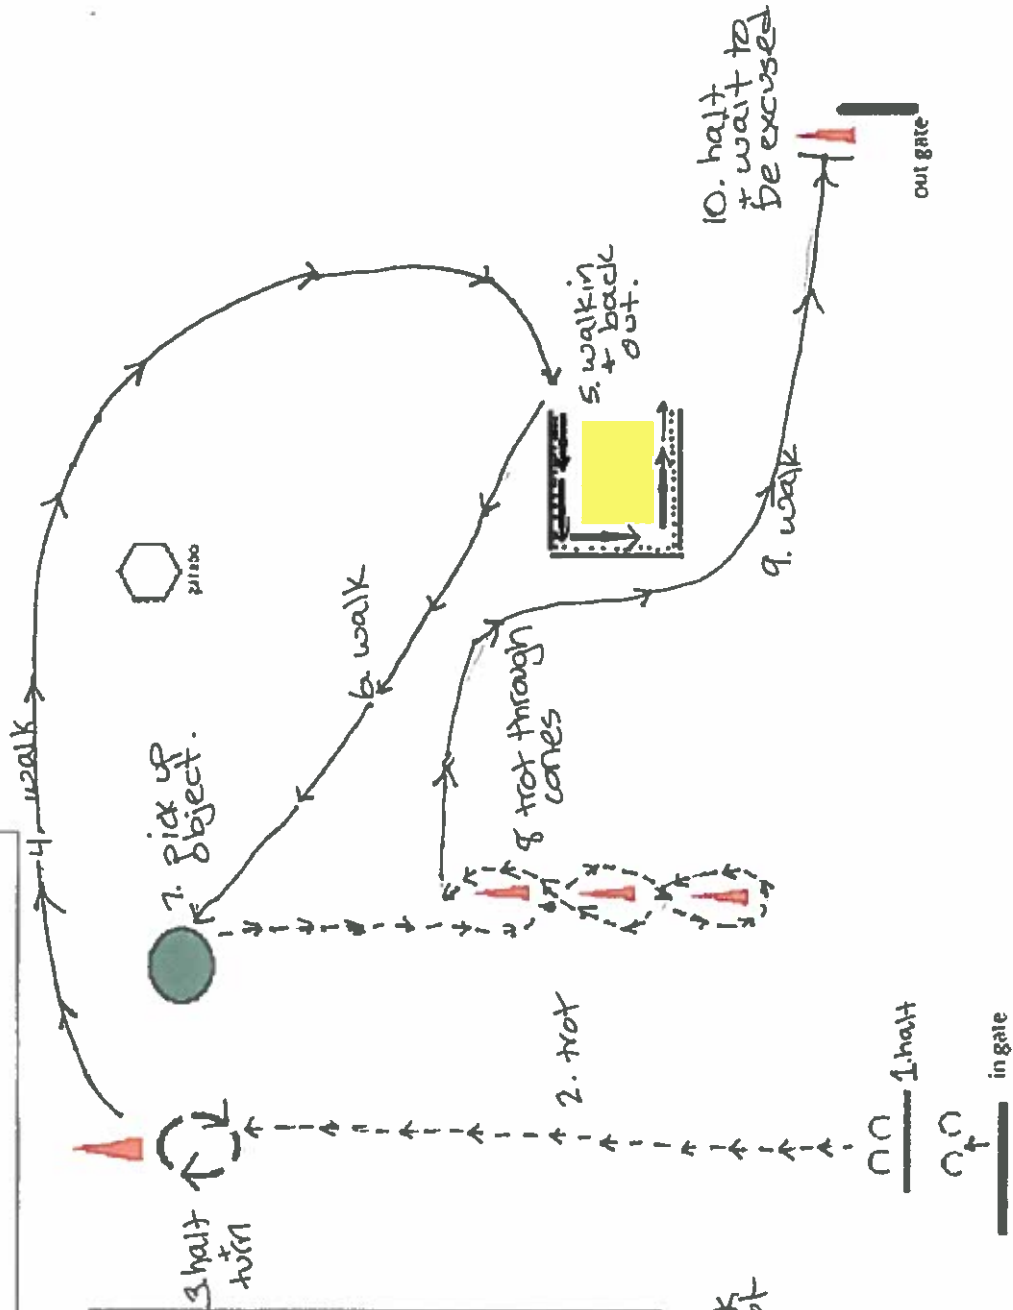 in gate
1. halt
2. trot
3 halt
+
turn
4 walk
5. walk in
+ back
out.
6. walk
7. pick up
object.
8 trot through
cones
9. walk
10. halt
+ wait to
be excused
out gate